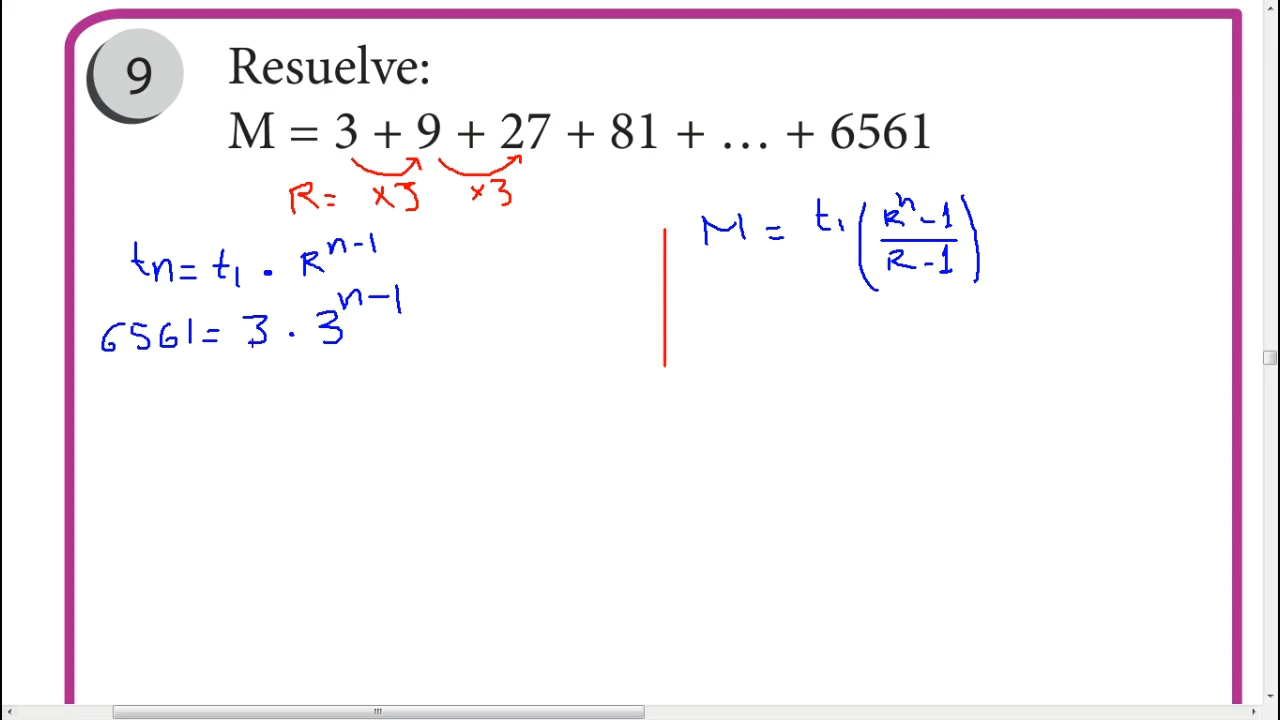 9
Resuelve:
M = 3 + 9 + 27 + 81 + ... + 6561
R = ×3 ×3
tn = t₁ · R^(n-1)
6561 = 3 · 3^(n-1)
M = t₁ ((Rⁿ - 1)/(R - 1))